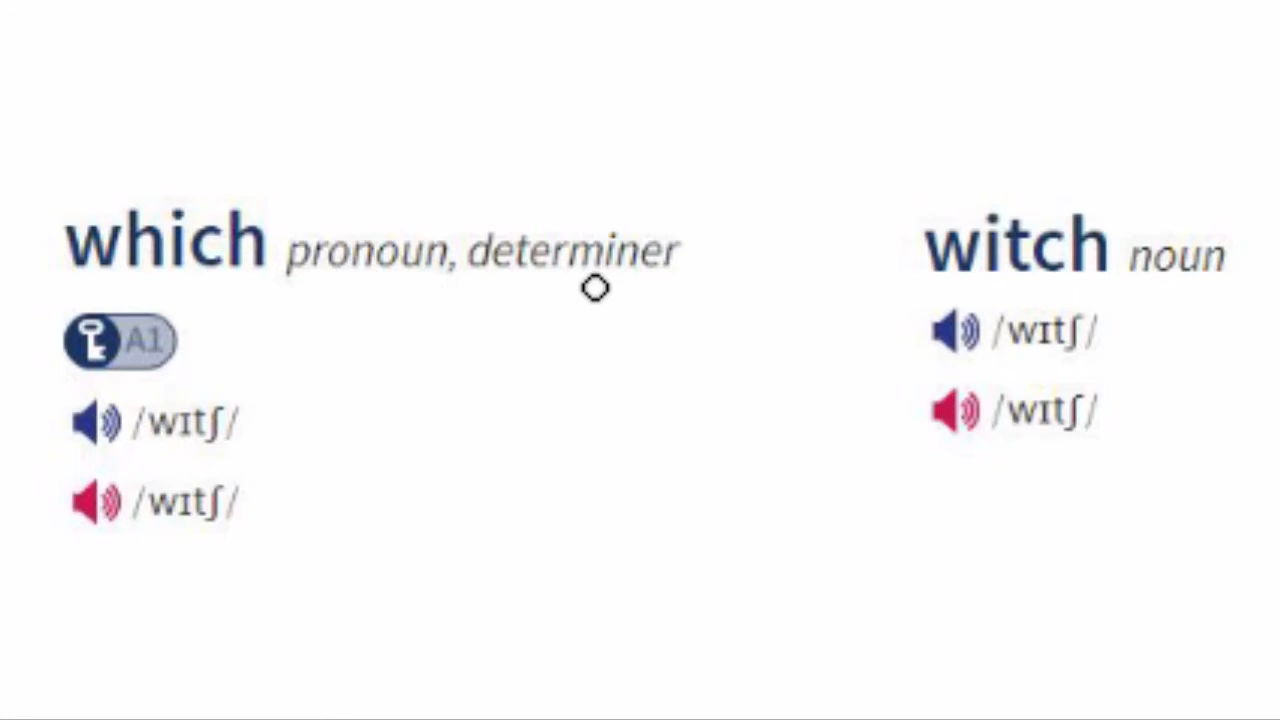 which pronoun, determiner
A1
/wɪtʃ/
/wɪtʃ/
witch noun
/wɪtʃ/
/wɪtʃ/